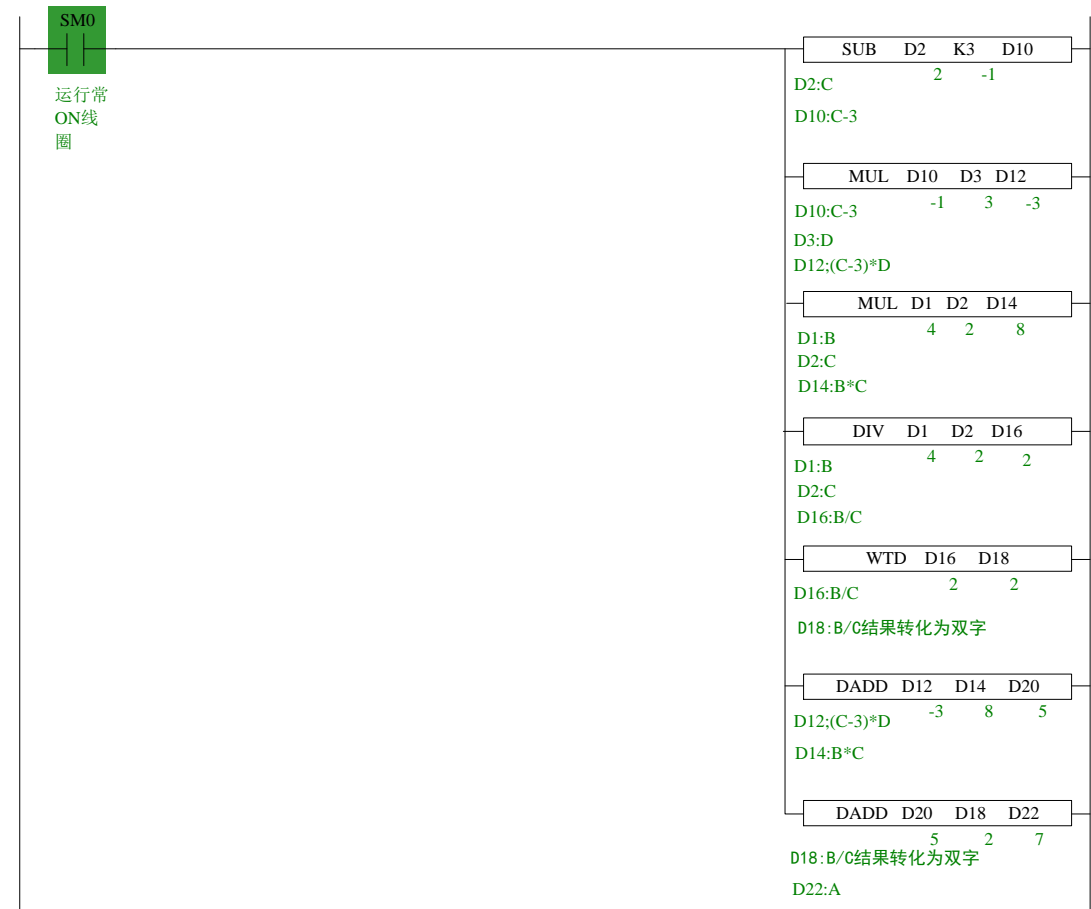 SM0
运行常
ON线
圈
SUB D2 K3 D10
2 -1
D2:C
D10:C-3
MUL D10 D3 D12
-1 3 -3
D10:C-3
D3:D
D12;(C-3)*D
MUL D1 D2 D14
4 2 8
D1:B
D2:C
D14:B*C
DIV D1 D2 D16
4 2 2
D1:B
D2:C
D16:B/C
WTD D16 D18
2 2
D16:B/C
D18:B/C结果转化为双字
DADD D12 D14 D20
-3 8 5
D12;(C-3)*D
D14:B*C
DADD D20 D18 D22
5 2 7
D18:B/C结果转化为双字
D22:A